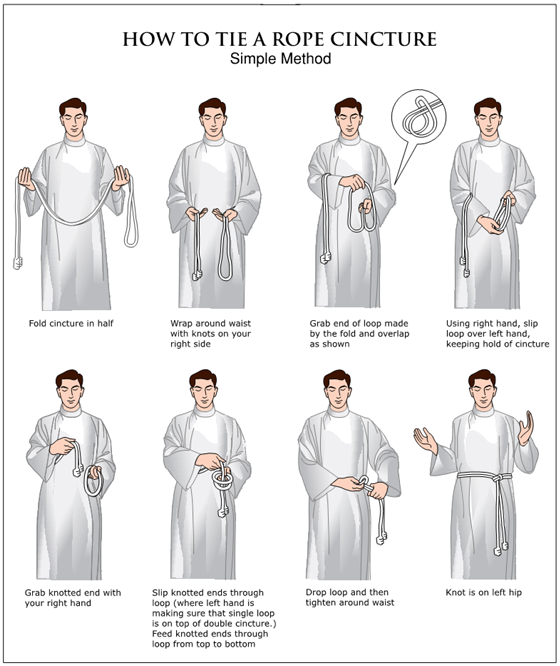 HOW TO TIE A ROPE CINCTURE
Simple Method
Fold cincture in half
Wrap around waist
with knots on your
right side
Grab end of loop made
by the fold and overlap
as shown
Using right hand, slip
loop over left hand,
keeping hold of cincture
Grab knotted end with
your right hand
Slip knotted ends through
loop (where left hand is
making sure that single loop
is on top of double cincture.)
Feed knotted ends through
loop from top to bottom
Drop loop and then
tighten around waist
Knot is on left hip